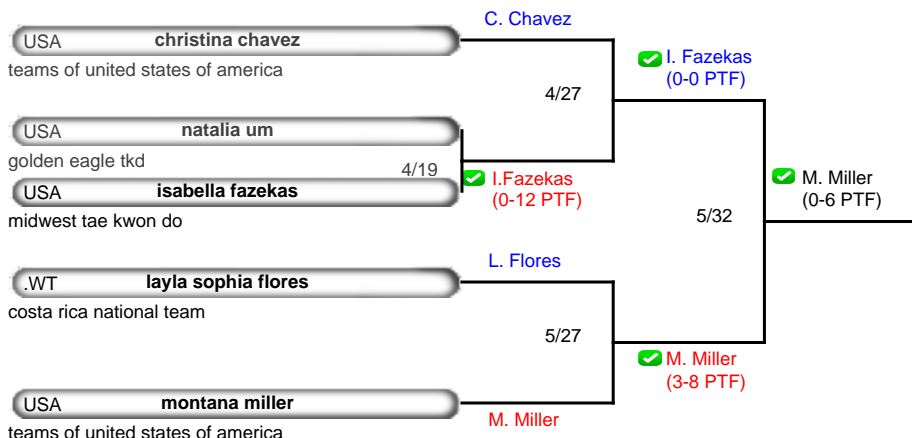 C. Chavez
USA christina chavez
teams of united states of america
I. Fazekas
(0-0 PTF)
4/27
USA natalia um
golden eagle tkd
4/19
I.Fazekas
(0-12 PTF)
USA isabella fazekas
midwest tae kwon do
M. Miller
(0-6 PTF)
5/32
L. Flores
.WT layla sophia flores
costa rica national team
5/27
M. Miller
(3-8 PTF)
USA montana miller
M. Miller
teams of united states of america